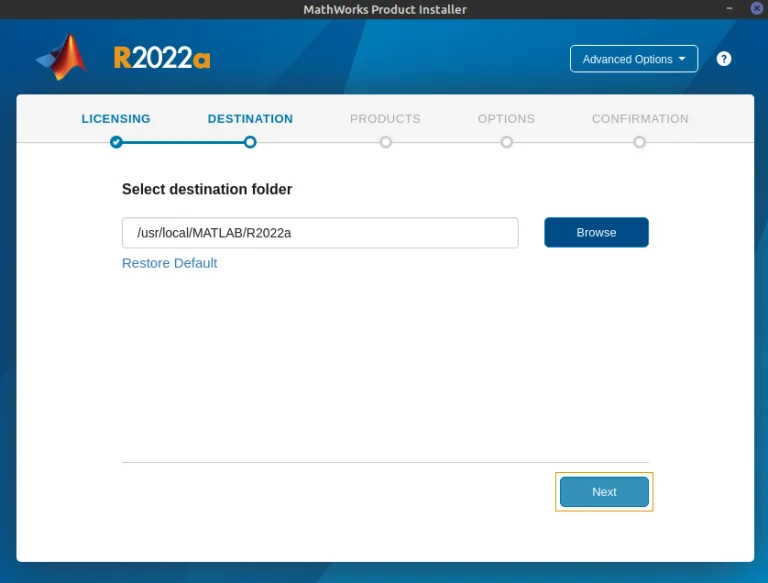 MathWorks Product Installer
R2022a
Advanced Options
?
LICENSING DESTINATION PRODUCTS OPTIONS CONFIRMATION
Select destination folder
/usr/local/MATLAB/R2022a
Browse
Restore Default
Next